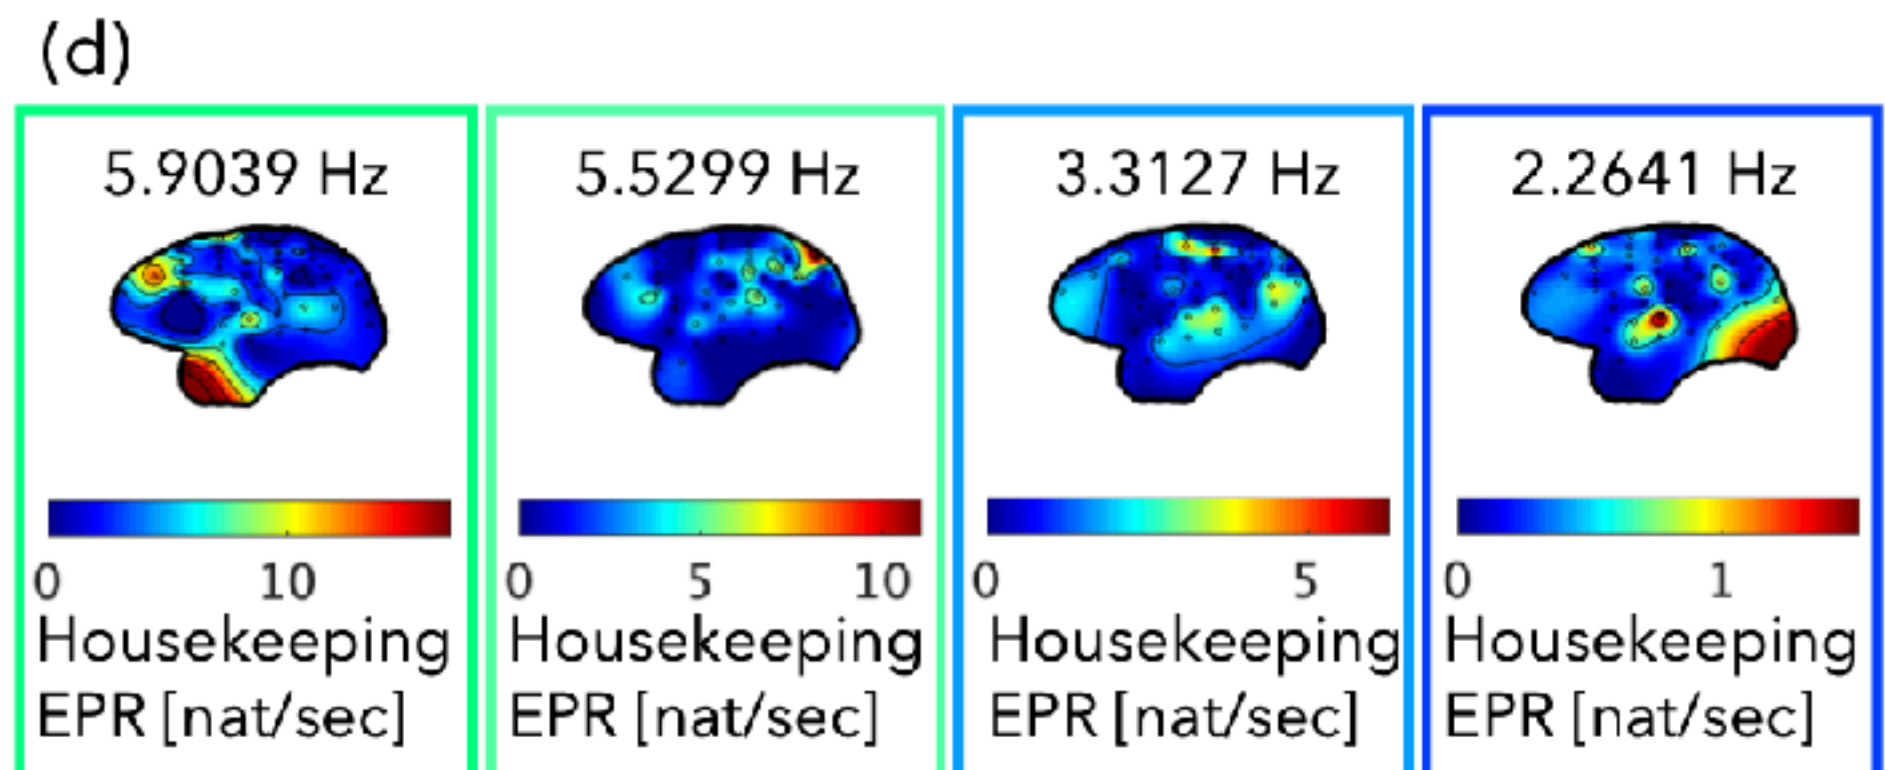 (d)
5.9039 Hz
5.5299 Hz
3.3127 Hz
2.2641 Hz
0 10
0 5 10
0 5
0 1
Housekeeping
EPR [nat/sec]
Housekeeping
EPR [nat/sec]
Housekeeping
EPR [nat/sec]
Housekeeping
EPR [nat/sec]